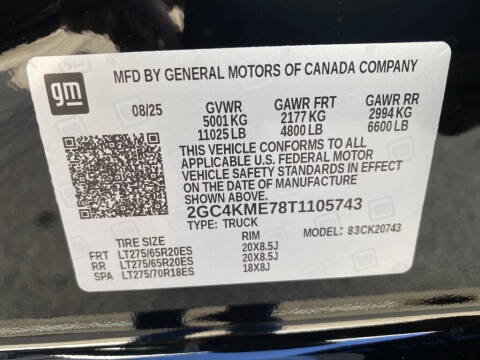 gm
MFD BY GENERAL MOTORS OF CANADA COMPANY
08/25 GVWR GAWR FRT GAWR RR
5001 KG 2177 KG 2994 KG
11025 LB 4800 LB 6600 LB
THIS VEHICLE CONFORMS TO ALL
APPLICABLE U.S. FEDERAL MOTOR
VEHICLE SAFETY STANDARDS IN
EFFECT ON THE DATE OF MANUFACTURE
SHOWN ABOVE.
2GC4KME78T1105743
TYPE: TRUCK MODEL: 83CK20743
TIRE SIZE RIM
FRT LT275/65R20ES 20X8.5J
RR LT275/65R20ES 20X8.5J
SPA LT275/70R18ES 18X8J